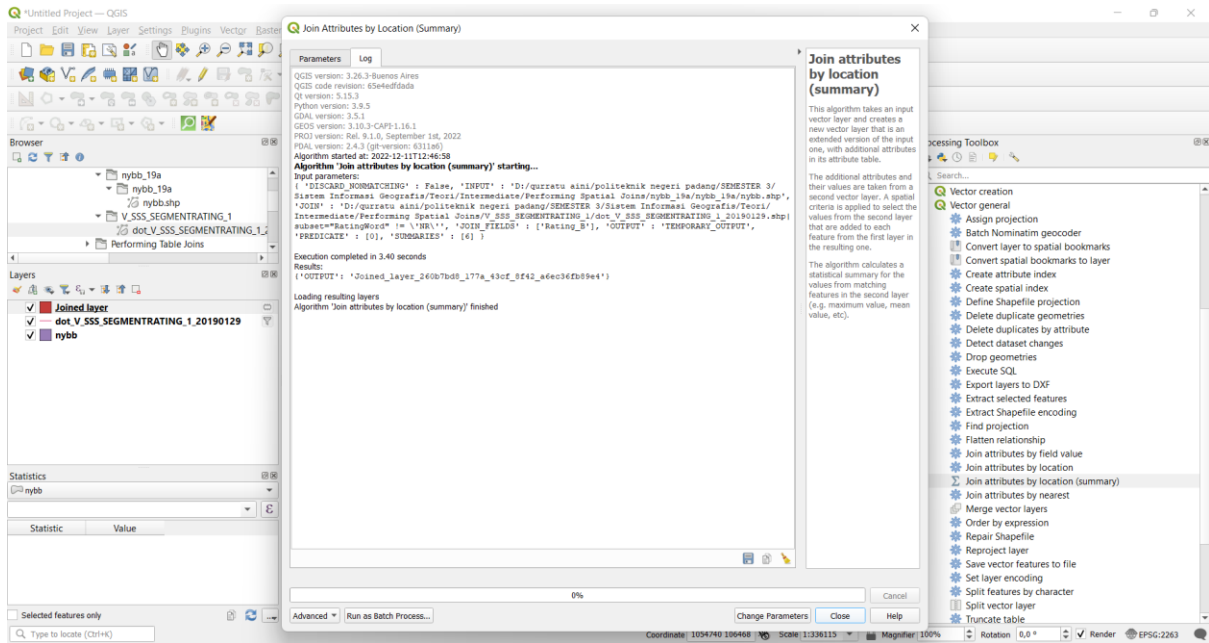 *Untitled Project — QGIS
Project Edit View Layer Settings Plugins Vector Raster
Browser
nybb_19a
nybb_19a
nybb.shp
V_SSS_SEGMENTRATING_1
dot_V_SSS_SEGMENTRATING_1_2
Performing Table Joins
Layers
Joined layer
dot_V_SSS_SEGMENTRATING_1_20190129
nybb
Statistics
nybb
ε
Statistic Value
Selected features only
Type to locate (Ctrl+K)
Join Attributes by Location (Summary)
Parameters Log
QGIS version: 3.26.3-Buenos Aires
QGIS code revision: 65e4edfdada
Qt version: 5.15.3
Python version: 3.9.5
GDAL version: 3.5.1
GEOS version: 3.10.3-CAPI-1.16.1
PROJ version: Rel. 9.1.0, September 1st, 2022
PDAL version: 2.4.3 (git-version: 6311a6)
Algorithm started at: 2022-12-11T12:46:58
Algorithm 'Join attributes by location (summary)' starting…
Input parameters:
{ 'DISCARD_NONMATCHING' : False, 'INPUT' : 'D:/qurratu aini/politeknik negeri padang/SEMESTER 3/
Sistem Informasi Geografis/Teori/Intermediate/Performing Spatial Joins/nybb_19a/nybb_19a/nybb.shp',
'JOIN' : 'D:/qurratu aini/politeknik negeri padang/SEMESTER 3/Sistem Informasi Geografis/Teori/
Intermediate/Performing Spatial Joins/V_SSS_SEGMENTRATING_1/dot_V_SSS_SEGMENTRATING_1_20190129.shp|
subset="RatingWord" != \'NR\'', 'JOIN_FIELDS' : ['Rating_B'], 'OUTPUT' : 'TEMPORARY_OUTPUT',
'PREDICATE' : [0], 'SUMMARIES' : [6] }
Execution completed in 3.40 seconds
Results:
{'OUTPUT': 'Joined_layer_260b7bd8_177a_43cf_8f42_a6ec36fb89e4'}
Loading resulting layers
Algorithm 'Join attributes by location (summary)' finished
0%
Cancel
Advanced Run as Batch Process...
Change Parameters Close Help
Join attributes
by location
(summary)
This algorithm takes an input
vector layer and creates a
new vector layer that is an
extended version of the input
one, with additional attributes
in its attribute table.
The additional attributes and
their values are taken from a
second vector layer. A spatial
criteria is applied to select the
values from the second layer
that are added to each
feature from the first layer in
the resulting one.
The algorithm calculates a
statistical summary for the
values from matching
features in the second layer
(e.g. maximum value, mean
value, etc).
ocessing Toolbox
Search...
Vector creation
Vector general
Assign projection
Batch Nominatim geocoder
Convert layer to spatial bookmarks
Convert spatial bookmarks to layer
Create attribute index
Create spatial index
Define Shapefile projection
Delete duplicate geometries
Delete duplicates by attribute
Detect dataset changes
Drop geometries
Execute SQL
Export layers to DXF
Extract selected features
Extract Shapefile encoding
Find projection
Flatten relationship
Join attributes by field value
Join attributes by location
Join attributes by location (summary)
Join attributes by nearest
Merge vector layers
Order by expression
Repair Shapefile
Reproject layer
Save vector features to file
Set layer encoding
Split features by character
Split vector layer
Truncate table
Coordinate 1054740 106468 Scale 1:336115 Magnifier 100% Rotation 0,0 ° Render EPSG:2263